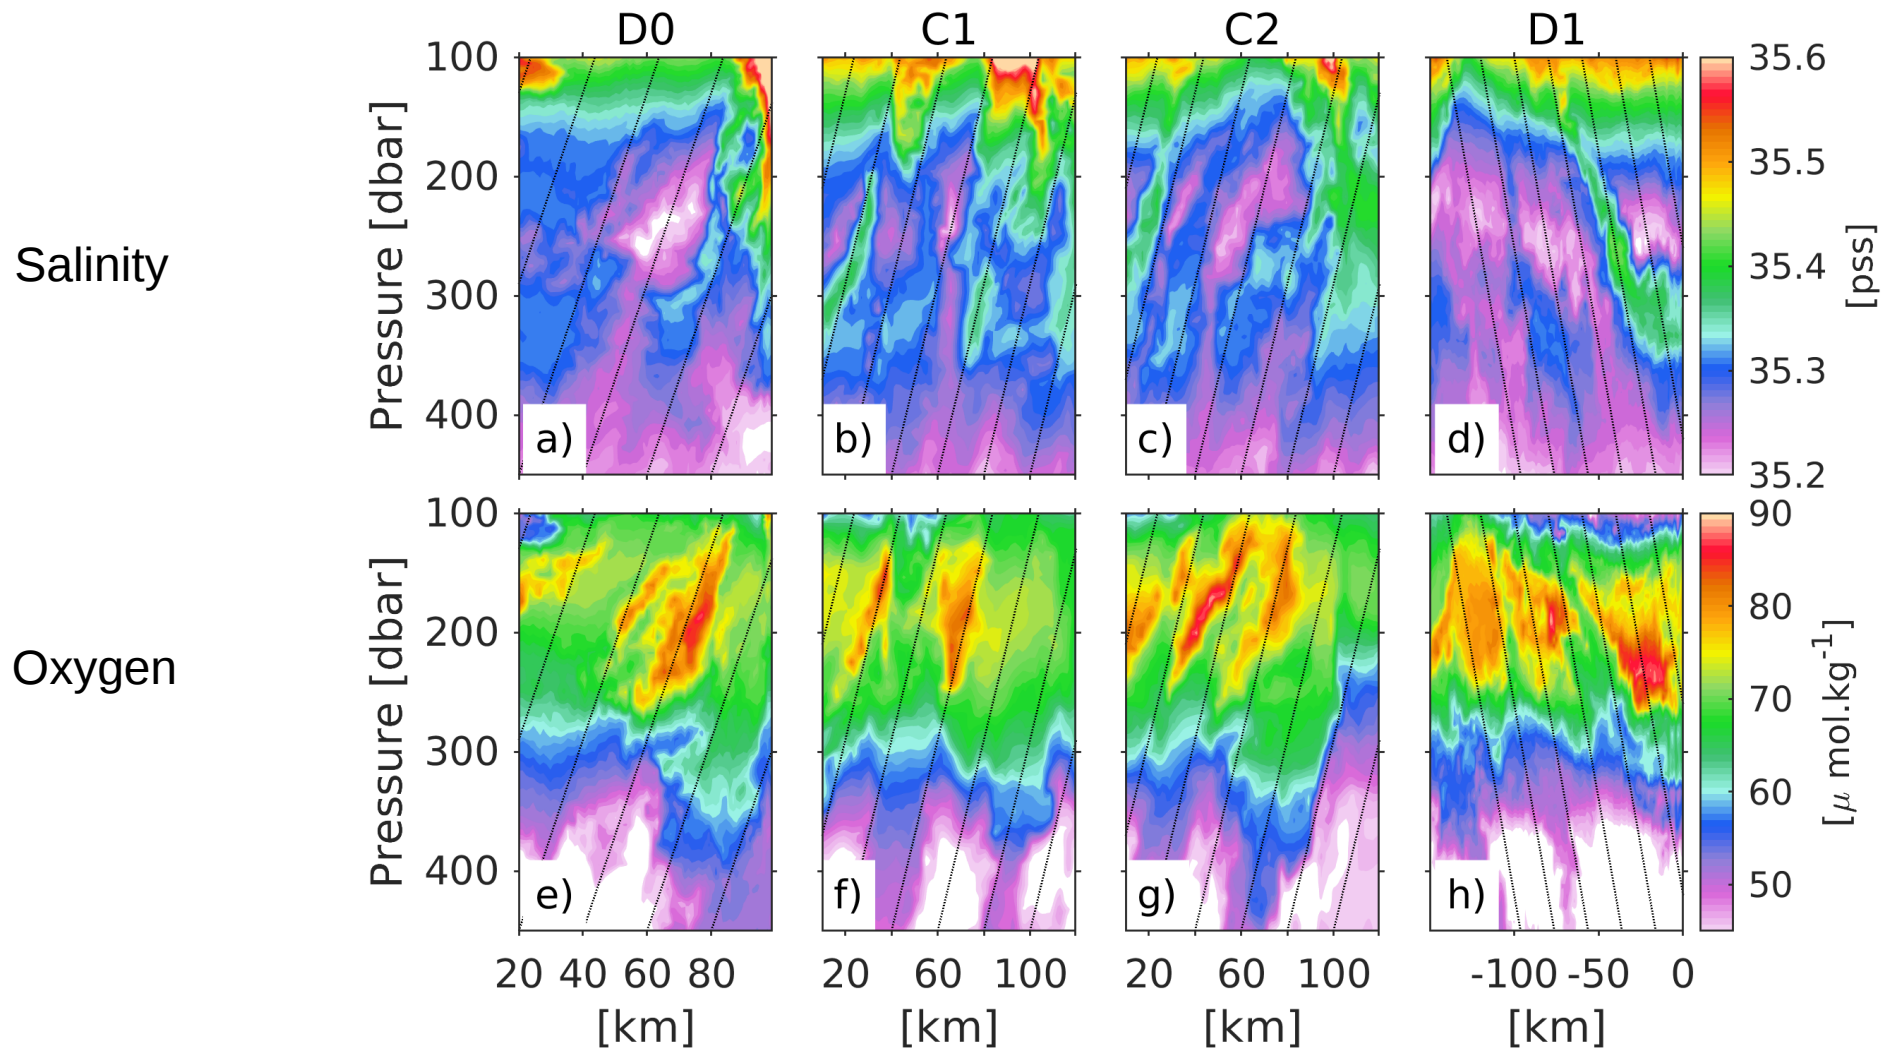 D0 C1 C2 D1
Salinity
Pressure [dbar]
100
200
300
400
a) b) c) d)
35.6
35.5
35.4
35.3
35.2
[pss]
Oxygen
Pressure [dbar]
100
200
300
400
e) f) g) h)
90
80
70
60
50
[μ mol.kg-1]
20 40 60 80 20 60 100 20 60 100 -100 -50 0
[km] [km] [km] [km]